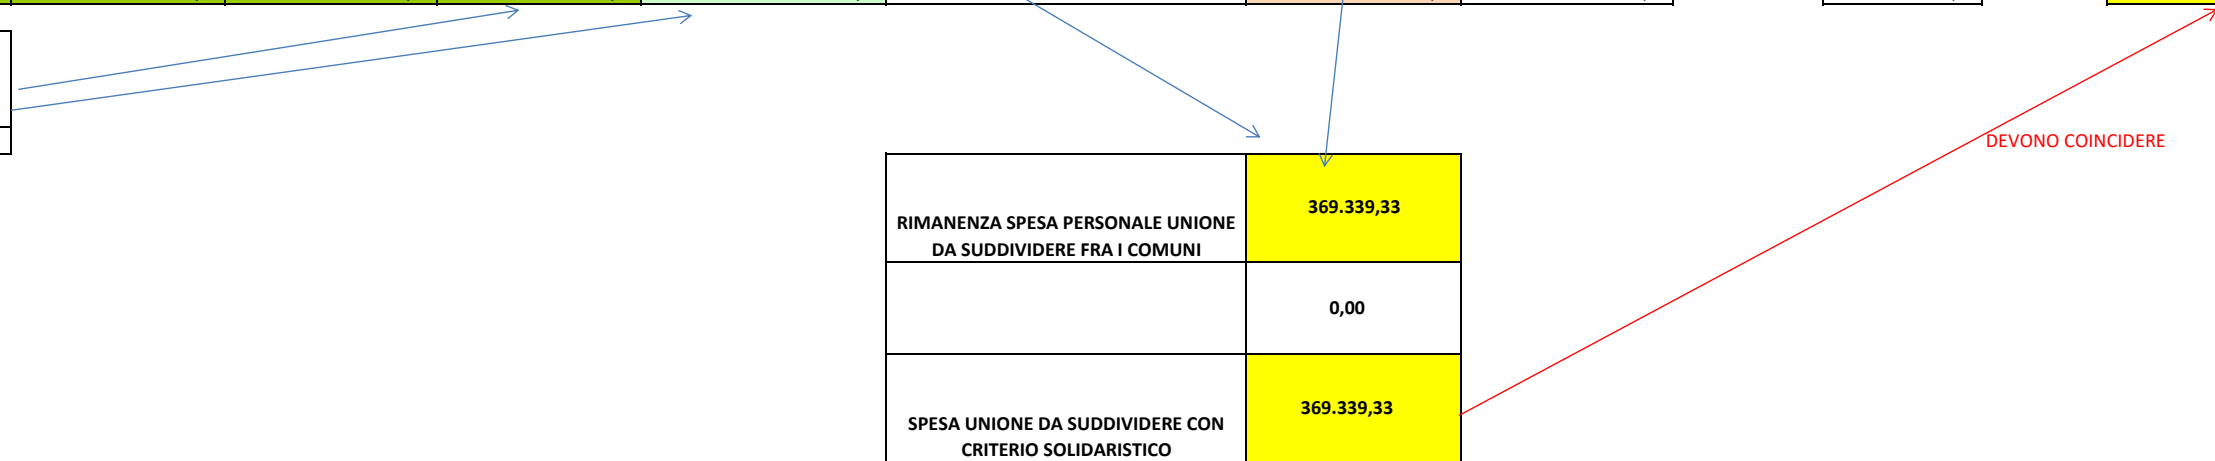 DEVONO COINCIDERE
369.339,33
RIMANENZA SPESA PERSONALE UNIONE
DA SUDDIVIDERE FRA I COMUNI
0,00
369.339,33
SPESA UNIONE DA SUDDIVIDERE CON
CRITERIO SOLIDARISTICO